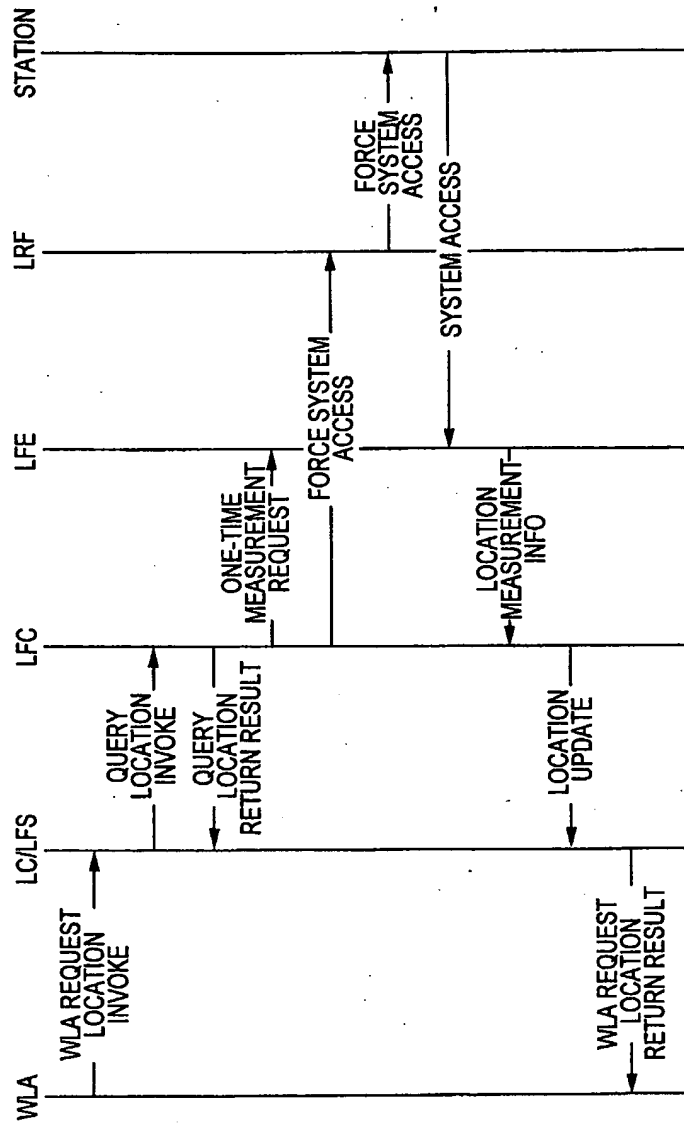 WLA
LC/LFS
LFC
LFE
LRF
STATION
WLA REQUEST
LOCATION
INVOKE
QUERY
LOCATION
INVOKE
QUERY
LOCATION
RETURN RESULT
ONE-TIME
MEASUREMENT
REQUEST
FORCE SYSTEM
ACCESS
FORCE
SYSTEM
ACCESS
SYSTEM ACCESS
LOCATION
MEASUREMENT
INFO
LOCATION
UPDATE
WLA REQUEST
LOCATION
RETURN RESULT